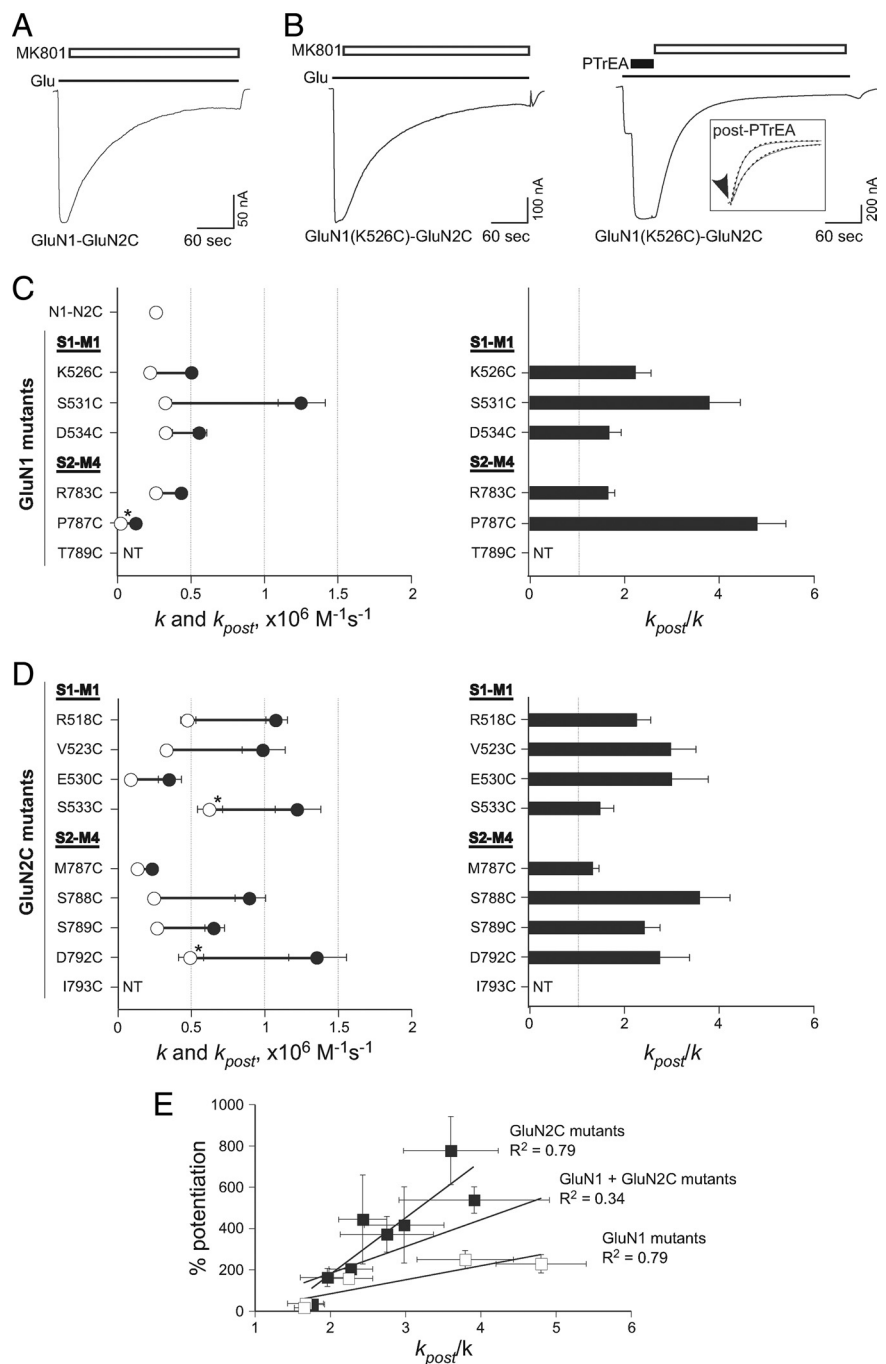 A
MK801
Glu
50 nA
60 sec
GluN1-GluN2C
B
MK801
Glu
100 nA
60 sec
GluN1(K526C)-GluN2C
PTrEA
post-PTrEA
200 nA
60 sec
GluN1(K526C)-GluN2C
C
GluN1 mutants
N1-N2C
S1-M1
K526C
S531C
D534C
S2-M4
R783C
P787C *
T789C NT
0 0.5 1 1.5 2
k and kpost, x10⁶ M⁻¹s⁻¹
S1-M1
K526C
S531C
D534C
S2-M4
R783C
P787C
T789C NT
0 2 4 6
kpost/k
D
GluN2C mutants
S1-M1
R518C
V523C
E530C
S533C *
S2-M4
M787C
S788C
S789C
D792C *
I793C NT
0 0.5 1 1.5 2
k and kpost, x10⁶ M⁻¹s⁻¹
S1-M1
R518C
V523C
E530C
S533C
S2-M4
M787C
S788C
S789C
D792C
I793C NT
0 2 4 6
kpost/k
E
% potentiation
1000
800
600
400
200
0
GluN2C mutants
R² = 0.79
GluN1 + GluN2C mutants
R² = 0.34
GluN1 mutants
R² = 0.79
1 2 3 4 5 6
kpost/k